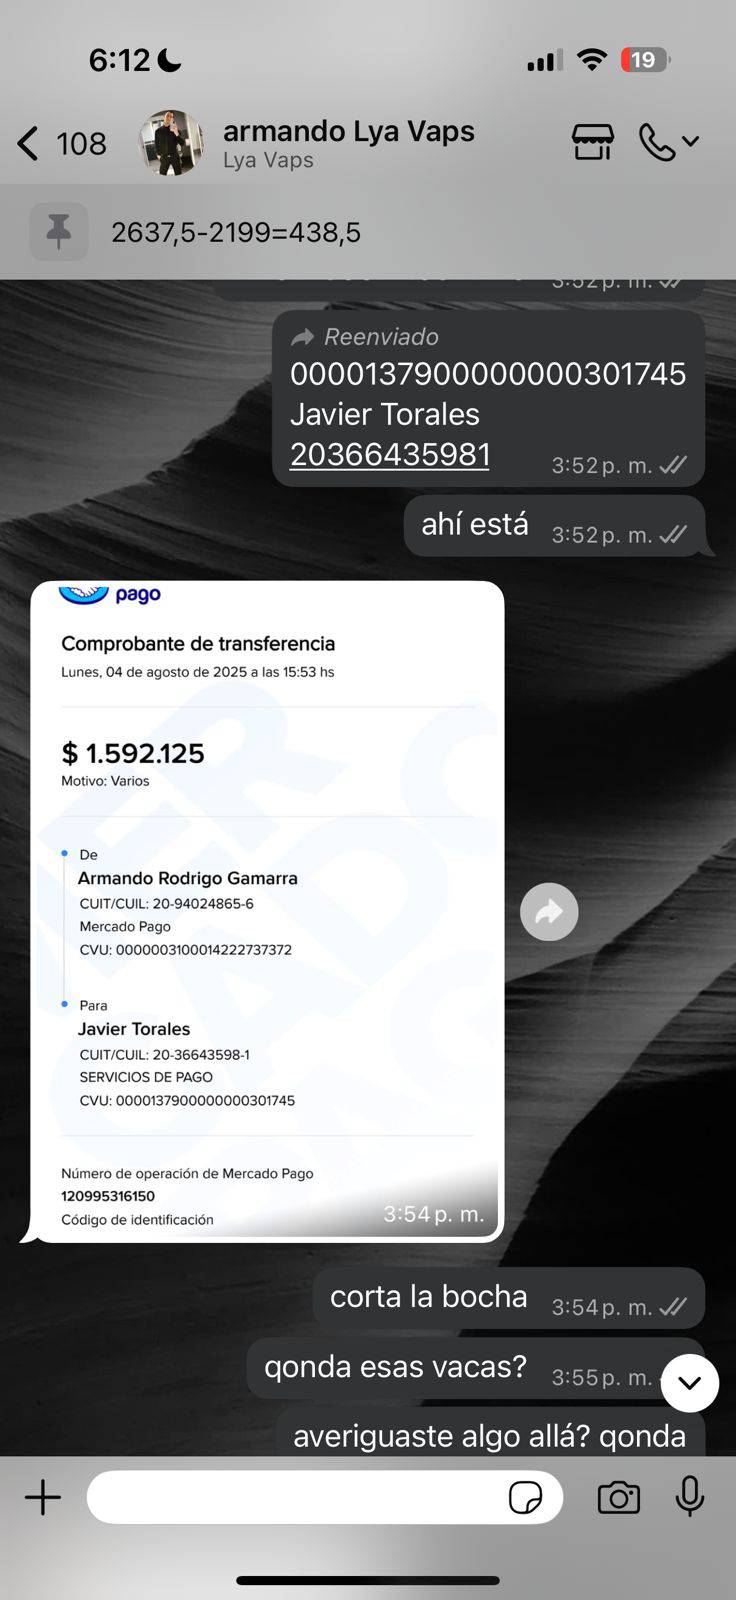 6:12
19
108
armando Lya Vaps
Lya Vaps
2637,5-2199=438,5
3:52 p. m.
Reenviado
0000137900000000301745
Javier Torales
20366435981
3:52 p. m.
ahí está
3:52 p. m.
pago
Comprobante de transferencia
Lunes, 04 de agosto de 2025 a las 15:53 hs
$ 1.592.125
Motivo: Varios
De
Armando Rodrigo Gamarra
CUIT/CUIL: 20-94024865-6
Mercado Pago
CVU: 0000003100014222737372
Para
Javier Torales
CUIT/CUIL: 20-36643598-1
SERVICIOS DE PAGO
CVU: 0000137900000000301745
Número de operación de Mercado Pago
120995316150
Código de identificación
3:54 p. m.
corta la bocha
3:54 p. m.
qonda esas vacas?
3:55 p. m.
averiguaste algo allá? qonda